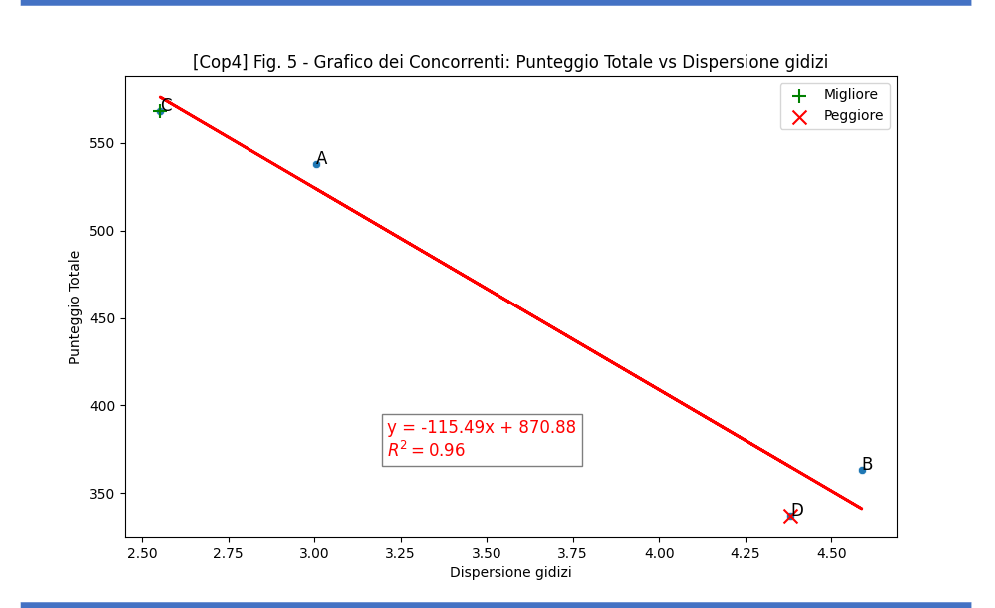 [Cop4] Fig. 5 - Grafico dei Concorrenti: Punteggio Totale vs Dispersione gidizi
Migliore
Peggiore
C
A
B
D
y = -115.49x + 870.88
R² = 0.96
Punteggio Totale
550
500
450
400
350
2.50 2.75 3.00 3.25 3.50 3.75 4.00 4.25 4.50
Dispersione gidizi